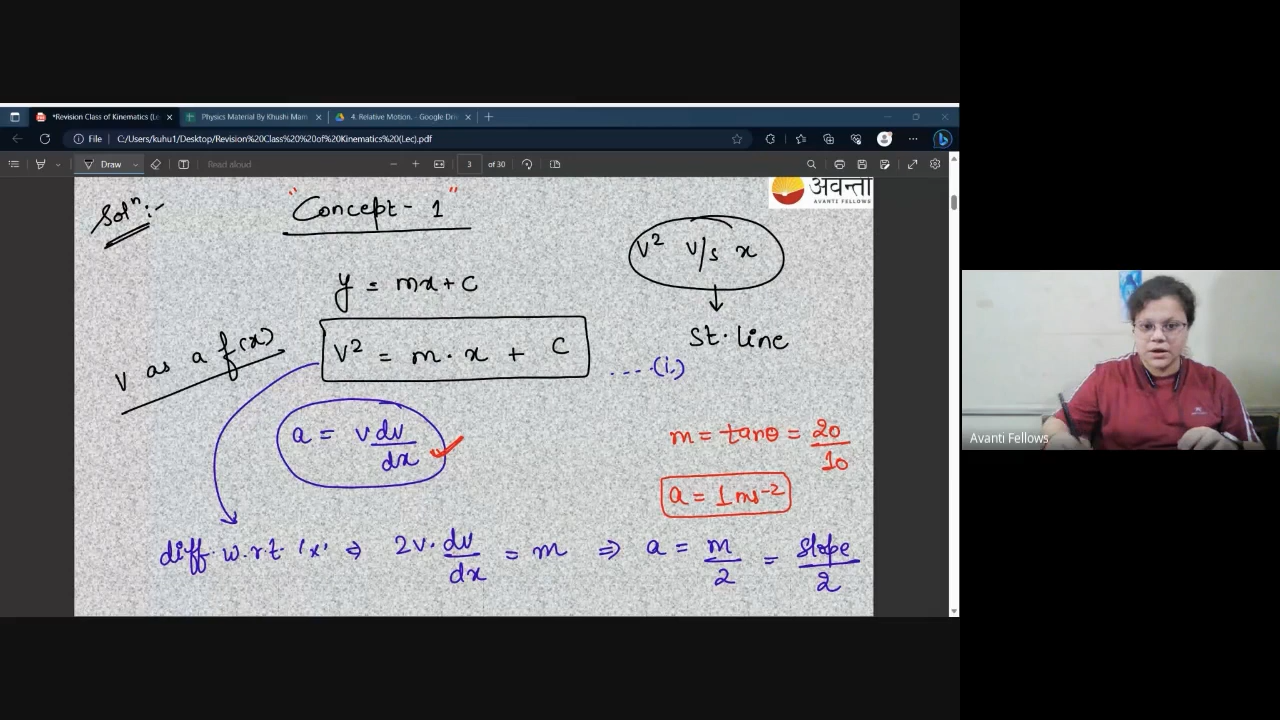 *Revision Class of Kinematics (Le
Physics Material By Khushi Mam
4. Relative Motion. - Google Dri
File
C:/Users/kuhu1/Desktop/Revision%20Class%20%20of%20Kinematics%20(Lec).pdf
Draw
Read aloud
3
of 30
अवन्ती
AVANTI FELLOWS
Solⁿ:-
"Concept - 1"
V² v/s x
y = mx + C
st. line
V as a f(x)
V² = m · x + C
....(i.)
a = v dv/dx
m = tanθ = 20/10
a = 1 ms⁻²
diff. w.r.t 'x' ⇒ 2v · dv/dx = m ⇒ a = m/2 = slope/2
Avanti Fellows